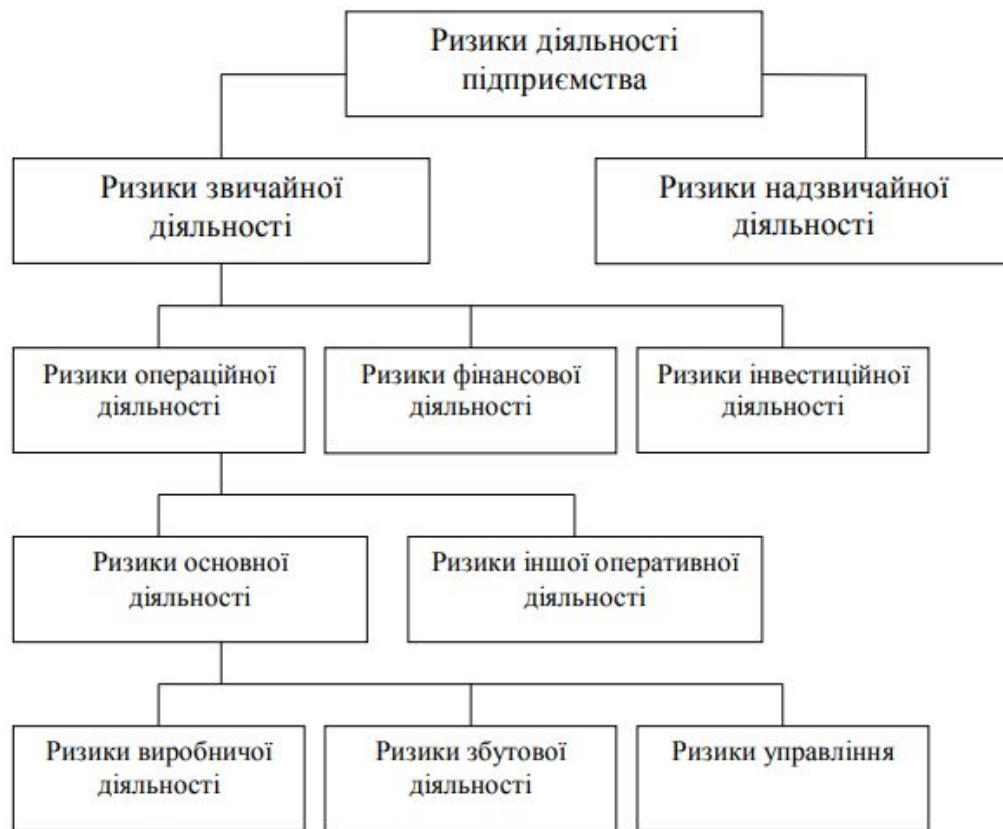 Ризики діяльності
підприємства
Ризики звичайної
діяльності
Ризики надзвичайної
діяльності
Ризики операційної
діяльності
Ризики фінансової
діяльності
Ризики інвестиційної
діяльності
Ризики основної
діяльності
Ризики іншої оперативної
діяльності
Ризики виробничої
діяльності
Ризики збутової
діяльності
Ризики управління